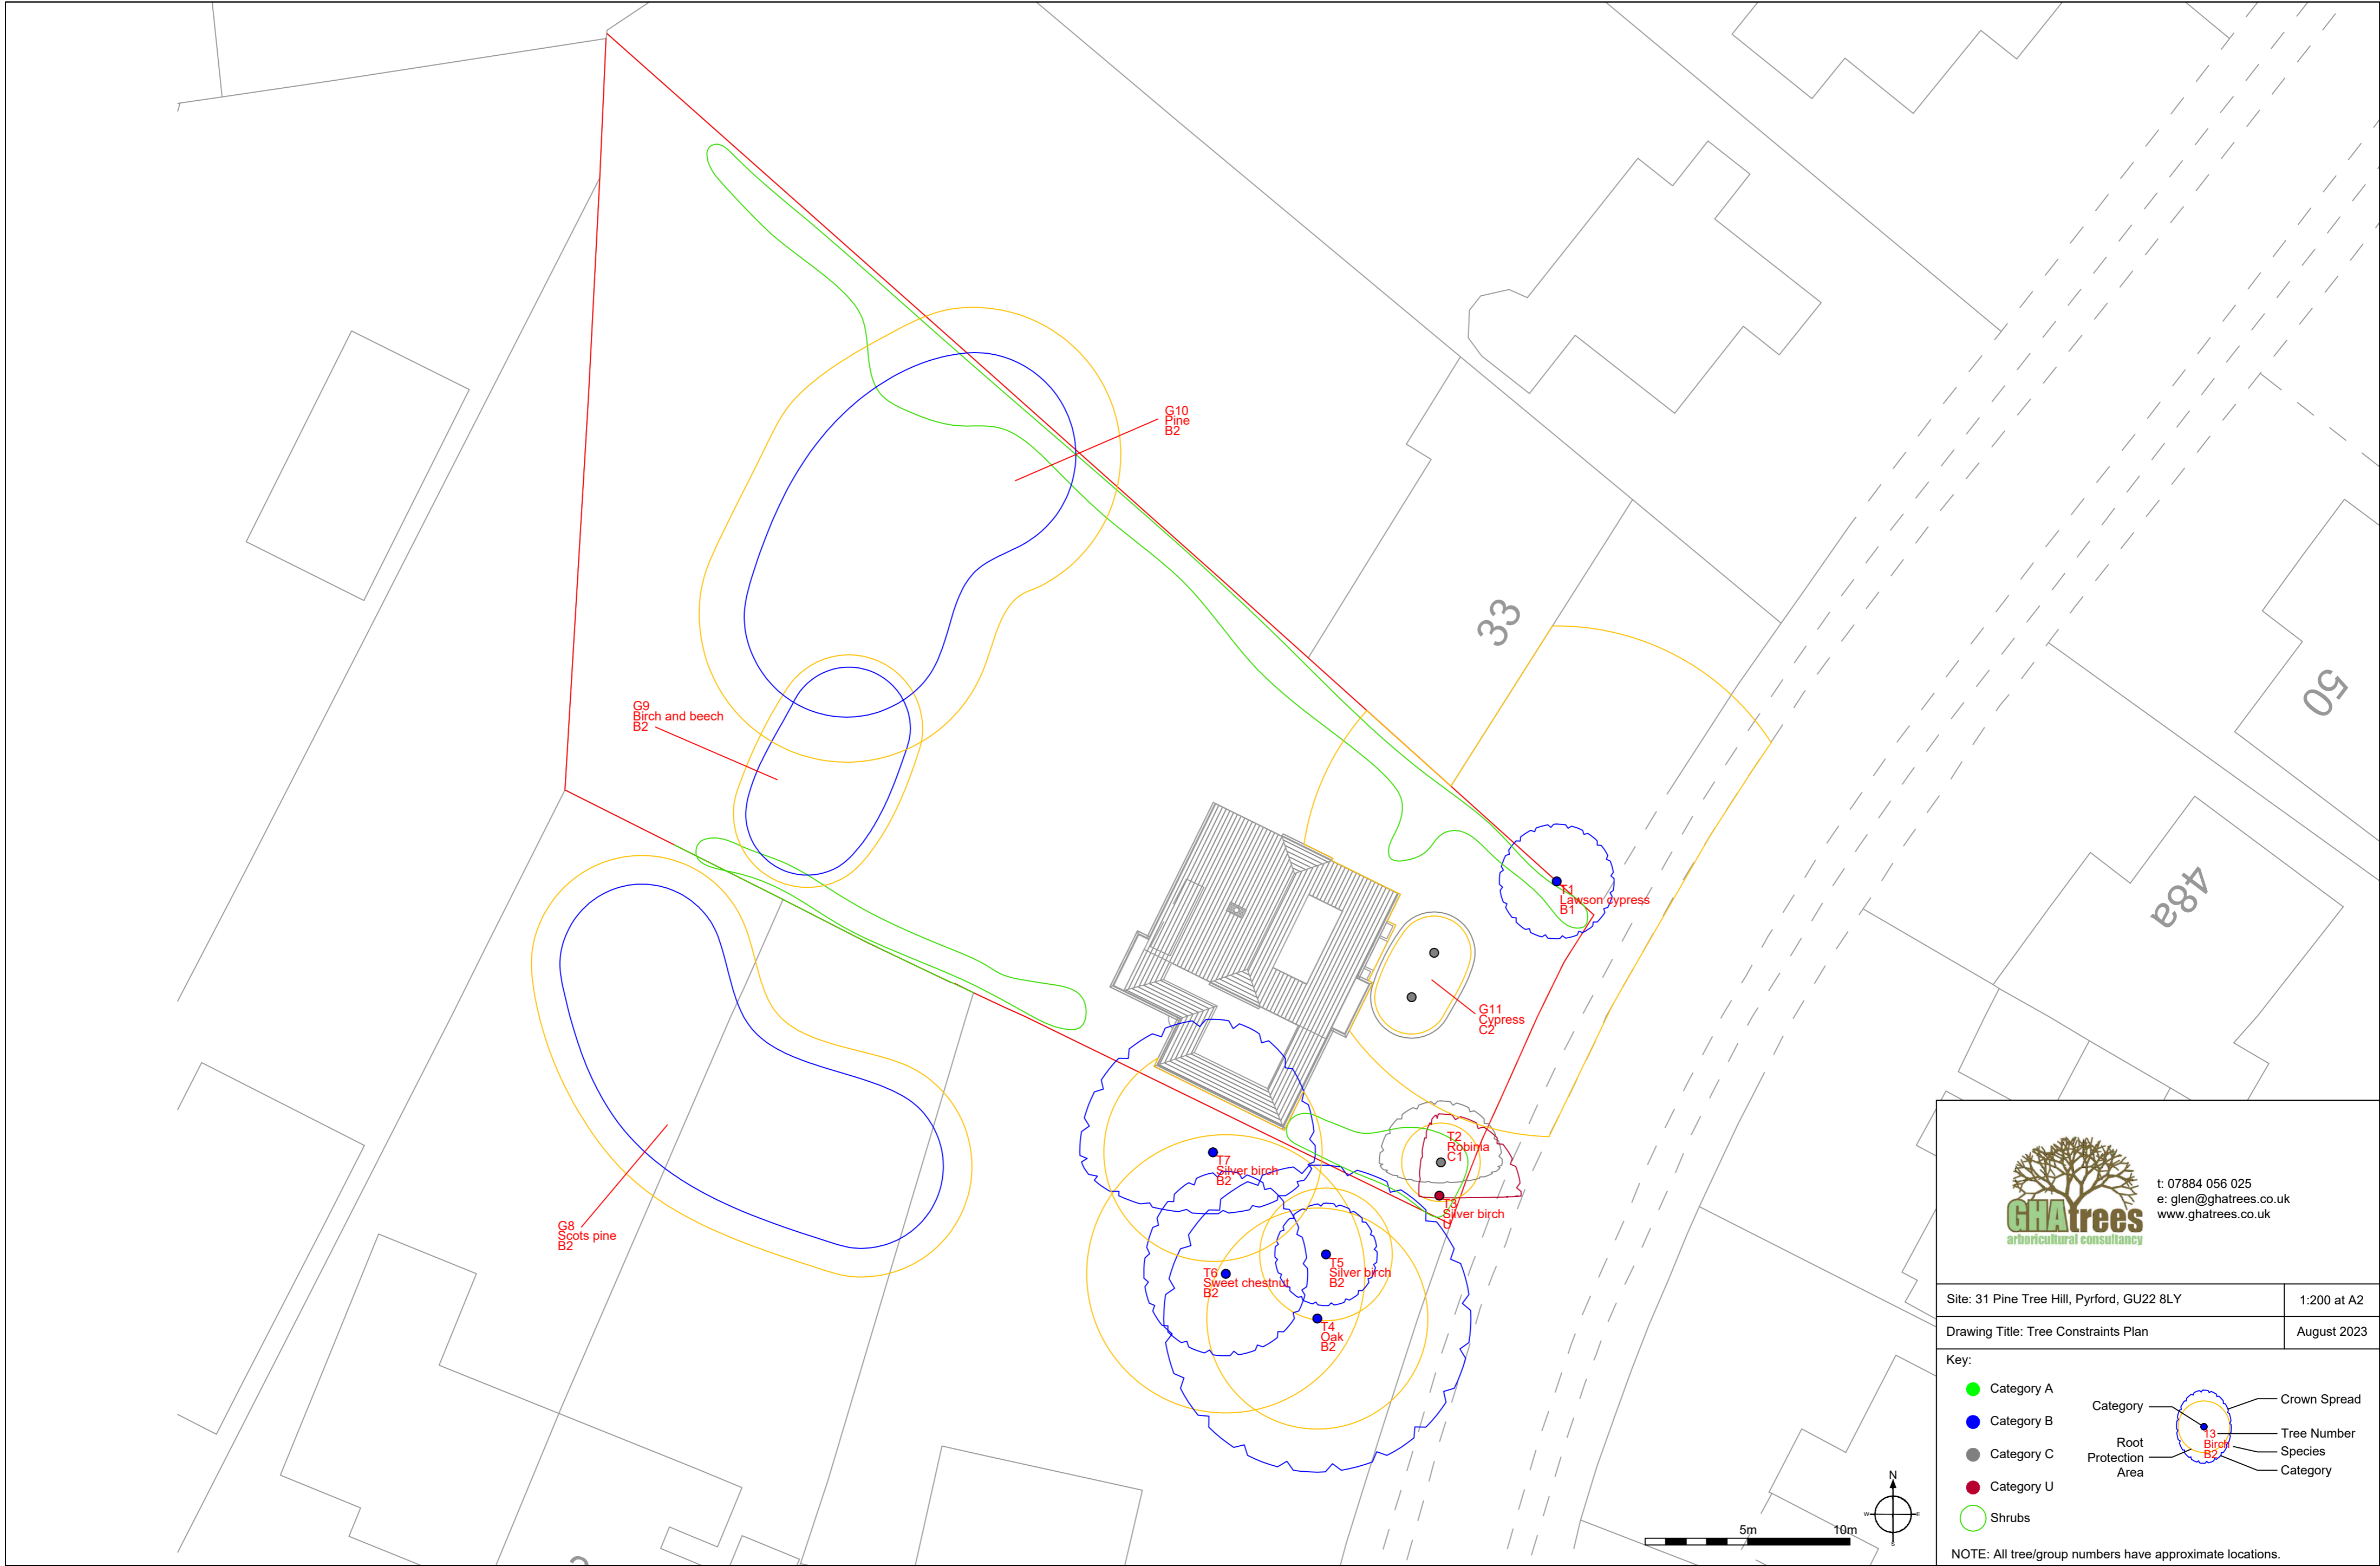 G10
Pine
B2
33
50
G9
Birch and beech
B2
T1
Lawson cypress
B1
48a
G11
Cypress
C2
T2
Robinia
C1
T7
Silver birch
B2
T3
Silver birch
U
G8
Scots pine
B2
T6
Sweet chestnut
B2
T5
Silver birch
B2
T4
Oak
B2
5m
10m
N
W
E
S
GHAtrees
arboricultural consultancy
t: 07884 056 025
e: glen@ghatrees.co.uk
www.ghatrees.co.uk
Site: 31 Pine Tree Hill, Pyrford, GU22 8LY
1:200 at A2
Drawing Title: Tree Constraints Plan
August 2023
Key:
Category A
Category B
Category C
Category U
Shrubs
Category
Root
Protection
Area
13
Birch
B2
Crown Spread
Tree Number
Species
Category
NOTE: All tree/group numbers have approximate locations.